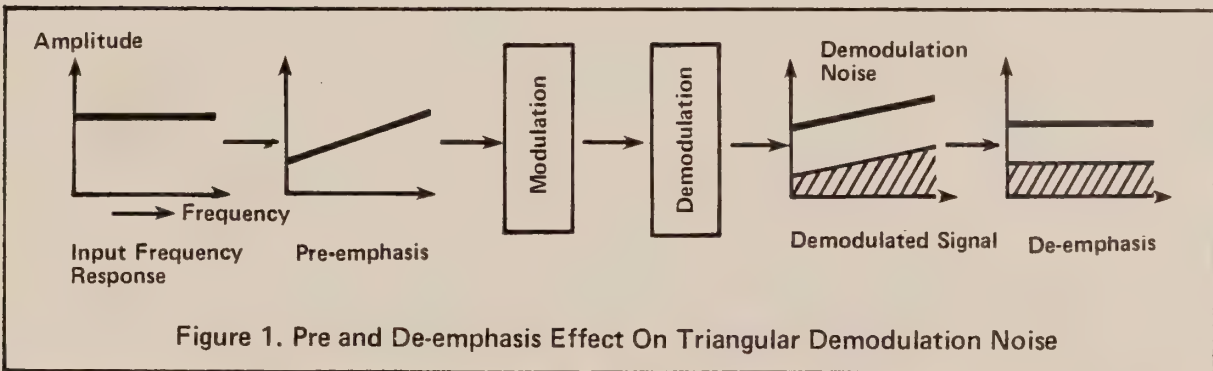 Amplitude
Frequency
Input Frequency
Response
Pre-emphasis
Modulation
Demodulation
Demodulation
Noise
Demodulated Signal
De-emphasis
Figure 1. Pre and De-emphasis Effect On Triangular Demodulation Noise